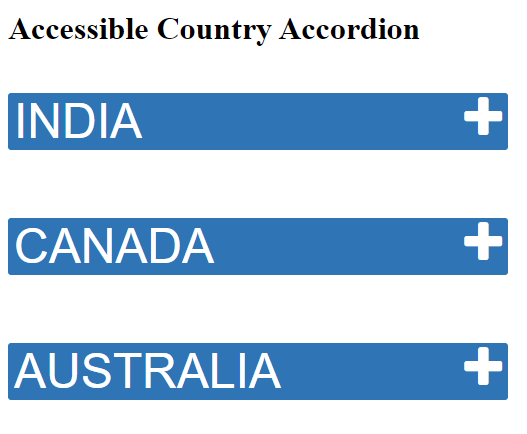 Accessible Country Accordion
INDIA
CANADA
AUSTRALIA